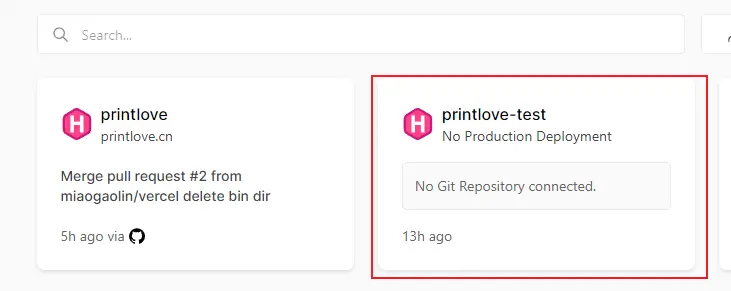 Search...
printlove
printlove.cn
Merge pull request #2 from
miaogaolin/vercel delete bin dir
5h ago via
printlove-test
No Production Deployment
No Git Repository connected.
13h ago